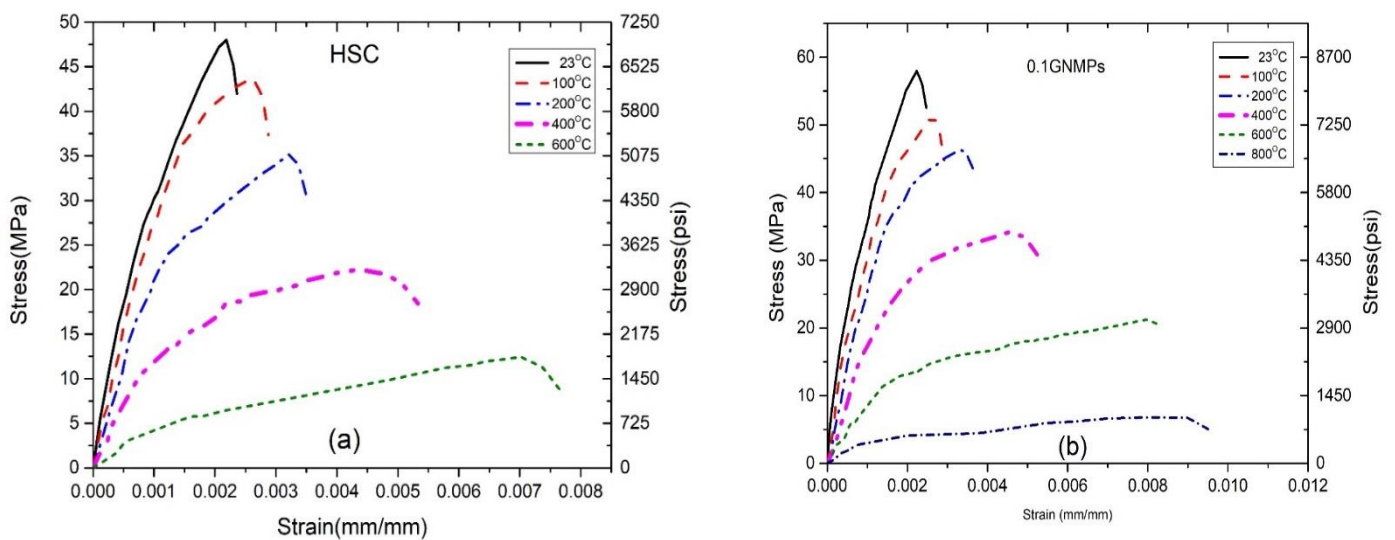 HSC
23°C
100°C
200°C
400°C
600°C
50
45
40
35
30
25
20
15
10
5
0
Stress(MPa)
7250
6525
5800
5075
4350
3625
2900
2175
1450
725
0
Stress(psi)
(a)
0.000 0.001 0.002 0.003 0.004 0.005 0.006 0.007 0.008
Strain(mm/mm)
0.1GNMPs
23°C
100°C
200°C
400°C
600°C
800°C
60
50
40
30
20
10
0
Stress (MPa)
8700
7250
5800
4350
2900
1450
0
Stress(psi)
(b)
0.000 0.002 0.004 0.006 0.008 0.010 0.012
Strain (mm/mm)